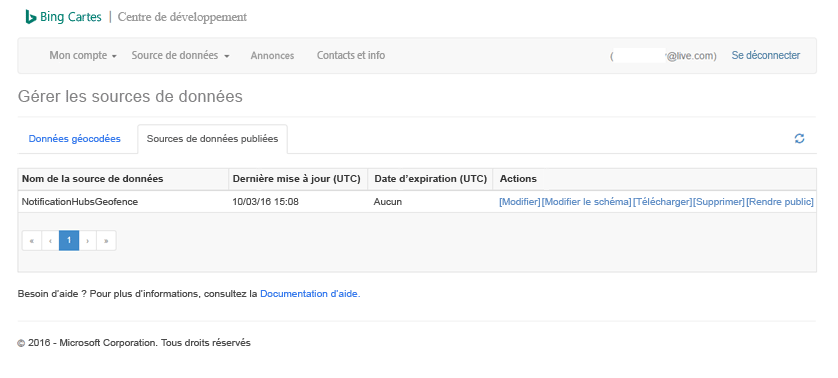 Bing Cartes | Centre de développement
Mon compte Source de données Annonces Contacts et info ( @live.com) Se déconnecter
Gérer les sources de données
Données géocodées Sources de données publiées
Nom de la source de données Dernière mise à jour (UTC) Date d'expiration (UTC) Actions
NotificationHubsGeofence 10/03/16 15:08 Aucun [Modifier][Modifier le schéma][Télécharger][Supprimer][Rendre public]
« ‹ 1 › »
Besoin d'aide ? Pour plus d'informations, consultez la Documentation d'aide.
© 2016 - Microsoft Corporation. Tous droits réservés